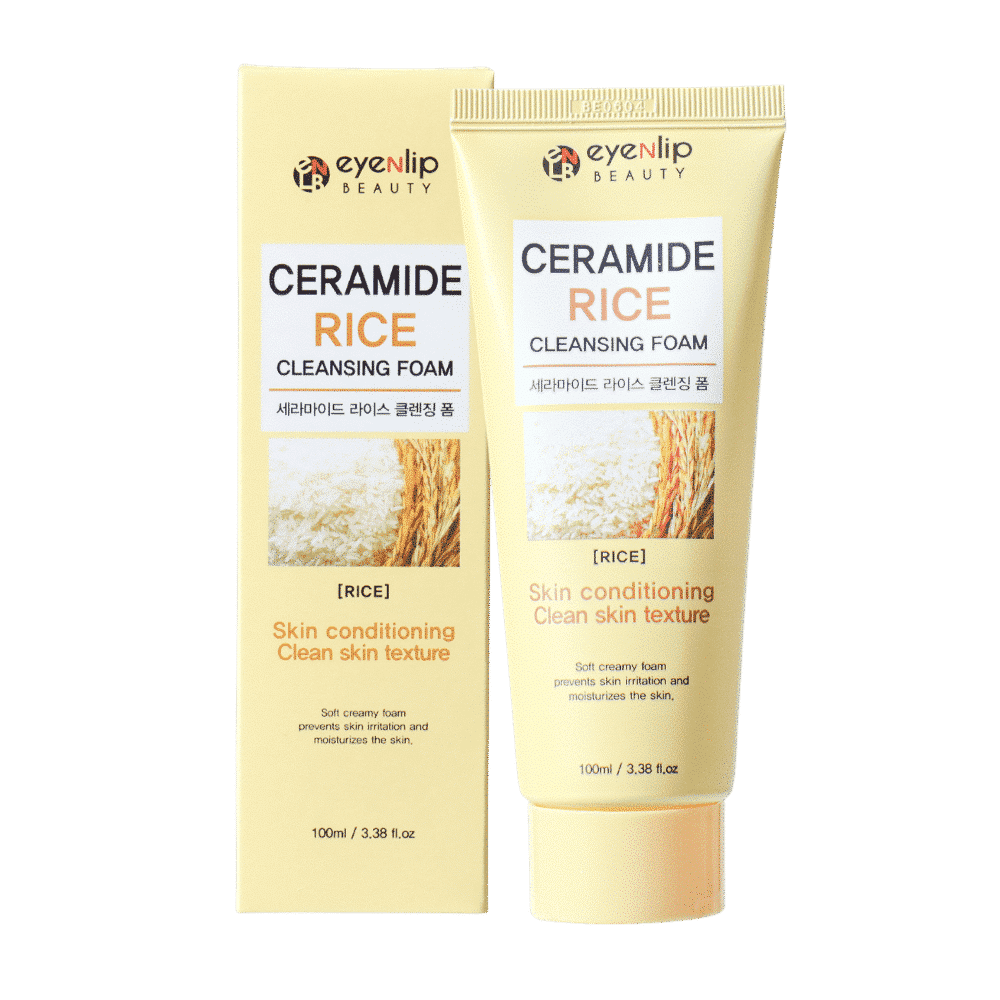 eyeNlip
BEAUTY
CERAMIDE
RICE
CLEANSING FOAM
세라마이드 라이스 클렌징 폼
[RICE]
Skin conditioning
Clean skin texture
Soft creamy foam
prevents skin irritation and
moisturizes the skin.
100ml / 3.38 fl.oz
BE0604
eyeNlip
BEAUTY
CERAMIDE
RICE
CLEANSING FOAM
세라마이드 라이스 클렌징 폼
[RICE]
Skin conditioning
Clean skin texture
Soft creamy foam
prevents skin irritation and
moisturizes the skin.
100ml / 3.38 fl.oz